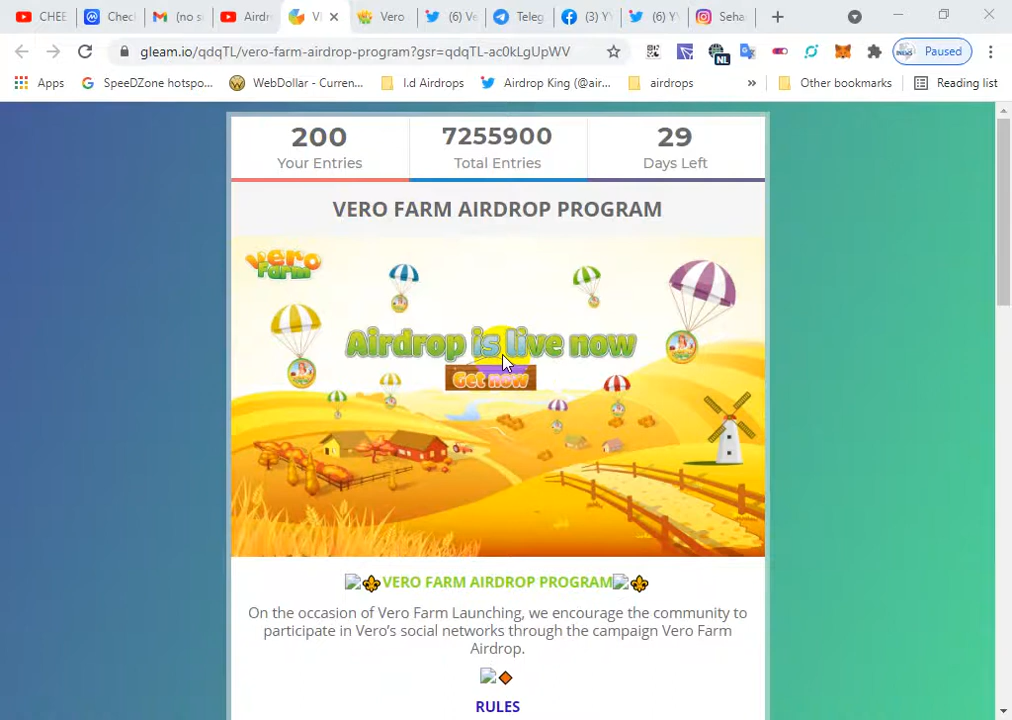 CHEE
Chec
(no s
Airdr
V
Vero
(6) Ve
Teleg
(3) Y
(6) Y
Seha
gleam.io/qdqTL/vero-farm-airdrop-program?gsr=qdqTL-ac0kLgUpWV
NL
Paused
Apps
SpeeDZone hotspo...
WebDollar - Curren...
I.d Airdrops
Airdrop King (@air...
airdrops
»
Other bookmarks
Reading list
200
Your Entries
7255900
Total Entries
29
Days Left
VERO FARM AIRDROP PROGRAM
vero
Farm
Airdrop is live now
Get now
VERO FARM AIRDROP PROGRAM
On the occasion of Vero Farm Launching, we encourage the community to
participate in Vero’s social networks through the campaign Vero Farm
Airdrop.
RULES